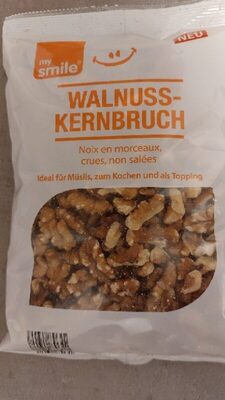 my
smile®
NEU
WALNUSS-
KERNBRUCH
Noix en morceaux,
crues, non salées
Ideal für Müslis, zum Kochen und als Topping